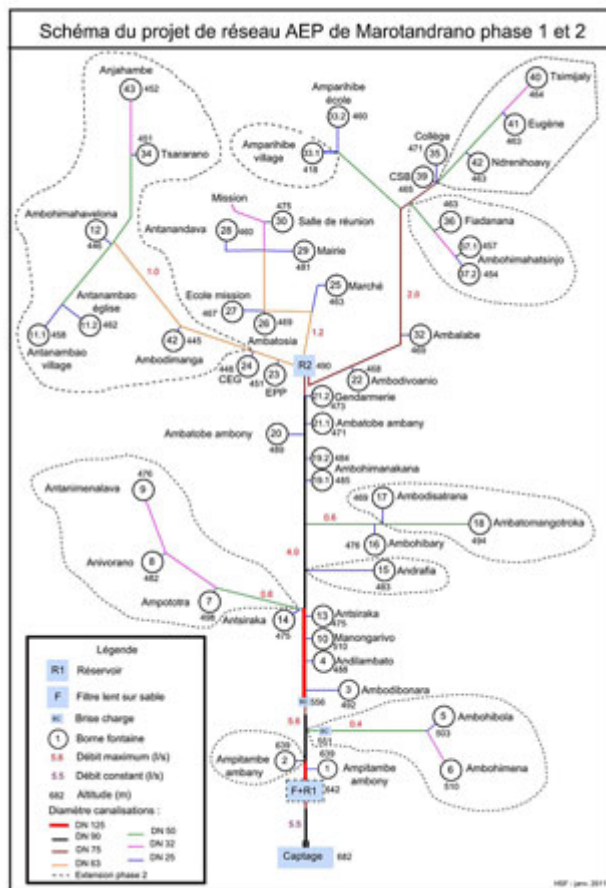 Schéma du projet de réseau AEP de Marotandrano phase 1 et 2
Anjahambe
43
452
451
34
Tsararano
Amparihibe
école
33.2
460
Amparihibe
village
33.1
418
Tsimijaly
40
464
41
Eugène
463
42
Ndrenihoavy
463
Collège
471
35
CSB
39
465
463
36
Fiadanana
37.1
457
Ambohimahatsinjo
37.2
454
Ambohimahavelona
12
446
1.0
Mission
475
30
Salle de réunion
Antanandava
28
460
29
Mairie
481
25
Marché
463
Ecole mission
27
467
26
469
Ambatosia
1.2
2.0
32
Ambalabe
469
Antanambao
église
11.2
462
11.1
458
Antanambao
village
42
445
Ambodimanga
448
24
CEG
451
23
EPP
R2
490
468
22
Ambodivoanio
21.2
Gendarmerie
473
21.1
Ambatobe ambany
471
Ambatobe ambony
20
489
19.2
484
Ambohimanakana
19.1
485
469
17
Ambodisatrana
0.6
18
Ambatomangotroka
494
476
16
Ambohibary
4.0
15
Andrafia
483
476
Antanimenalava
9
Anivorano
8
482
Ampototra
7
498
0.6
Antsiraka
14
475
13
Antsiraka
475
10
Manongarivo
510
4
Andilambato
488
3
Ambodibonara
492
BC
556
5.6
BC
551
0.4
5
Ambohibola
503
6
Ambohimena
510
Ampitambe
ambany
2
639
639
1
Ampitambe
ambony
F+R1
642
5.5
Captage
682
Légende
R1
Réservoir
F
Filtre lent sur sable
BC
Brise charge
1
Borne fontaine
5.6
Débit maximum (l/s)
5.5
Débit constant (l/s)
682
Altitude (m)
Diamètre canalisations :
DN 125
DN 90
DN 75
DN 63
DN 50
DN 32
DN 25
Extension phase 2
HSF - janv. 2011